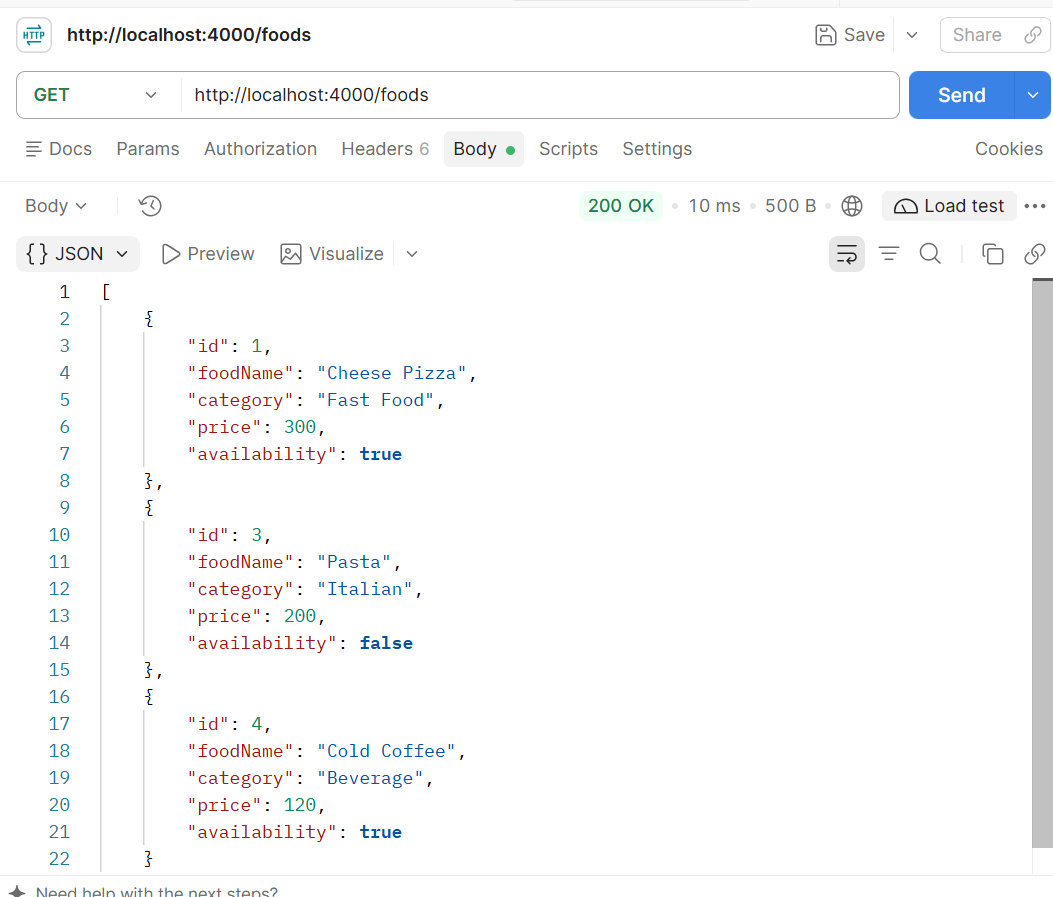 HTTP http://localhost:4000/foods Save Share
GET http://localhost:4000/foods Send
Docs Params Authorization Headers 6 Body Scripts Settings Cookies
Body 200 OK • 10 ms • 500 B • Load test
{} JSON Preview Visualize
1 [
2 {
3 "id": 1,
4 "foodName": "Cheese Pizza",
5 "category": "Fast Food",
6 "price": 300,
7 "availability": true
8 },
9 {
10 "id": 3,
11 "foodName": "Pasta",
12 "category": "Italian",
13 "price": 200,
14 "availability": false
15 },
16 {
17 "id": 4,
18 "foodName": "Cold Coffee",
19 "category": "Beverage",
20 "price": 120,
21 "availability": true
22 }
Need help with the next steps?